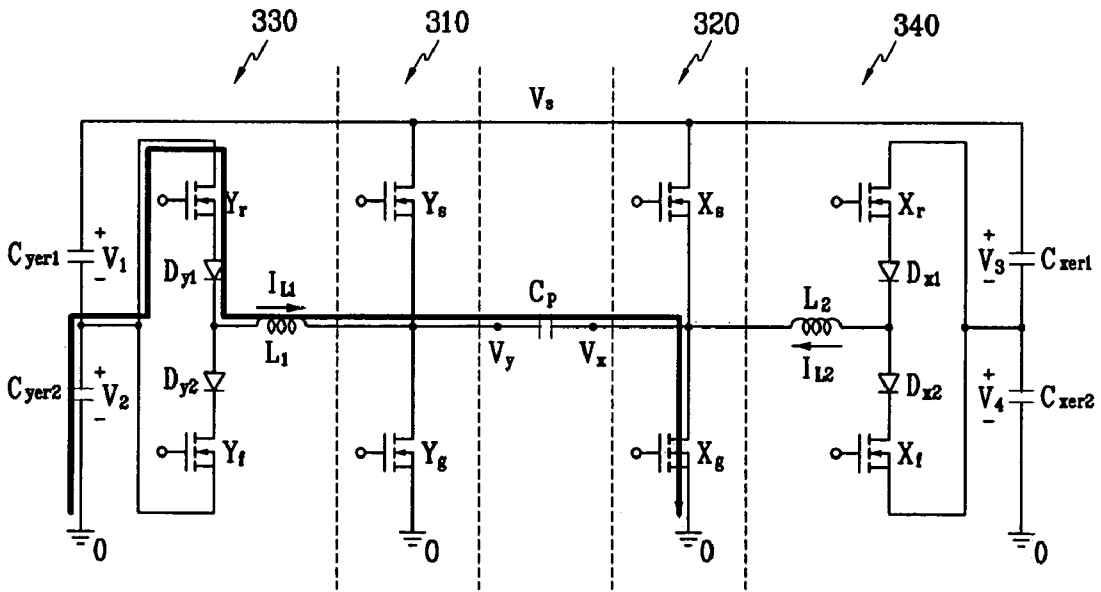 330 310 320 340
Vs
Yr Ys Xs Xr
Cyer1 + V1 − Dy1 IL1 Cp L2 Dx1 + V3 − Cxer1
L1 Vy Vx IL2
Cyer2 + V2 − Dy2 Dx2 + V4 − Cxer2
Yf Yg Xg Xf
0 0 0 0